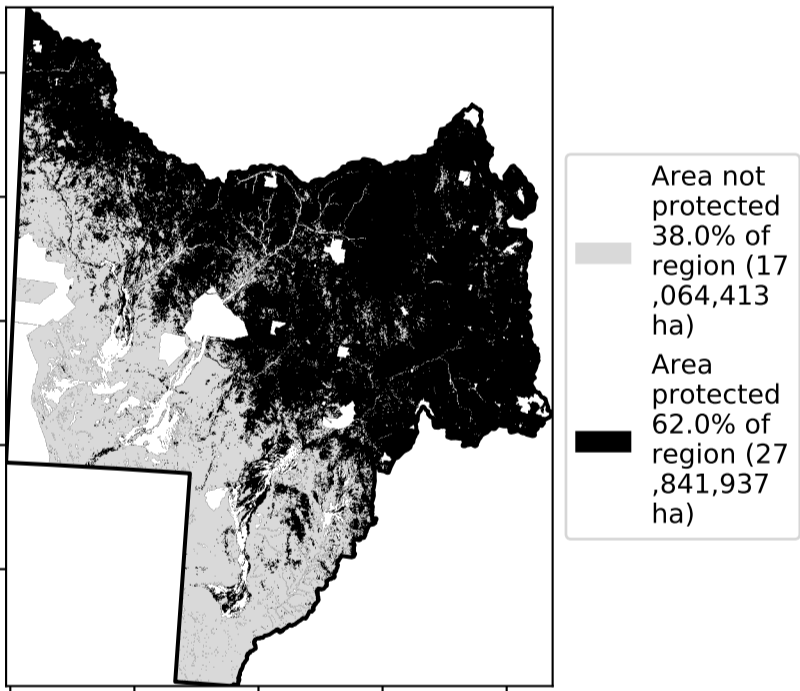 Area not
protected
38.0% of
region (17
,064,413
ha)
Area
protected
62.0% of
region (27
,841,937
ha)